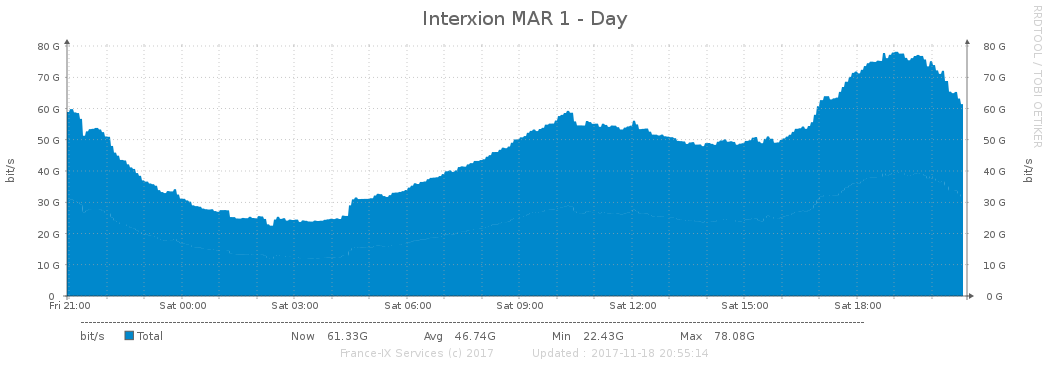 Interxion MAR 1 - Day
RRDTOOL / TOBI OETIKER
bit/s
80 G 80 G
70 G 70 G
60 G 60 G
50 G 50 G
40 G 40 G
30 G 30 G
20 G 20 G
10 G 10 G
0 0 G
bit/s
Fri 21:00 Sat 00:00 Sat 03:00 Sat 06:00 Sat 09:00 Sat 12:00 Sat 15:00 Sat 18:00
bit/s Total Now 61.33G Avg 46.74G Min 22.43G Max 78.08G
France-IX Services (c) 2017 Updated : 2017-11-18 20:55:14